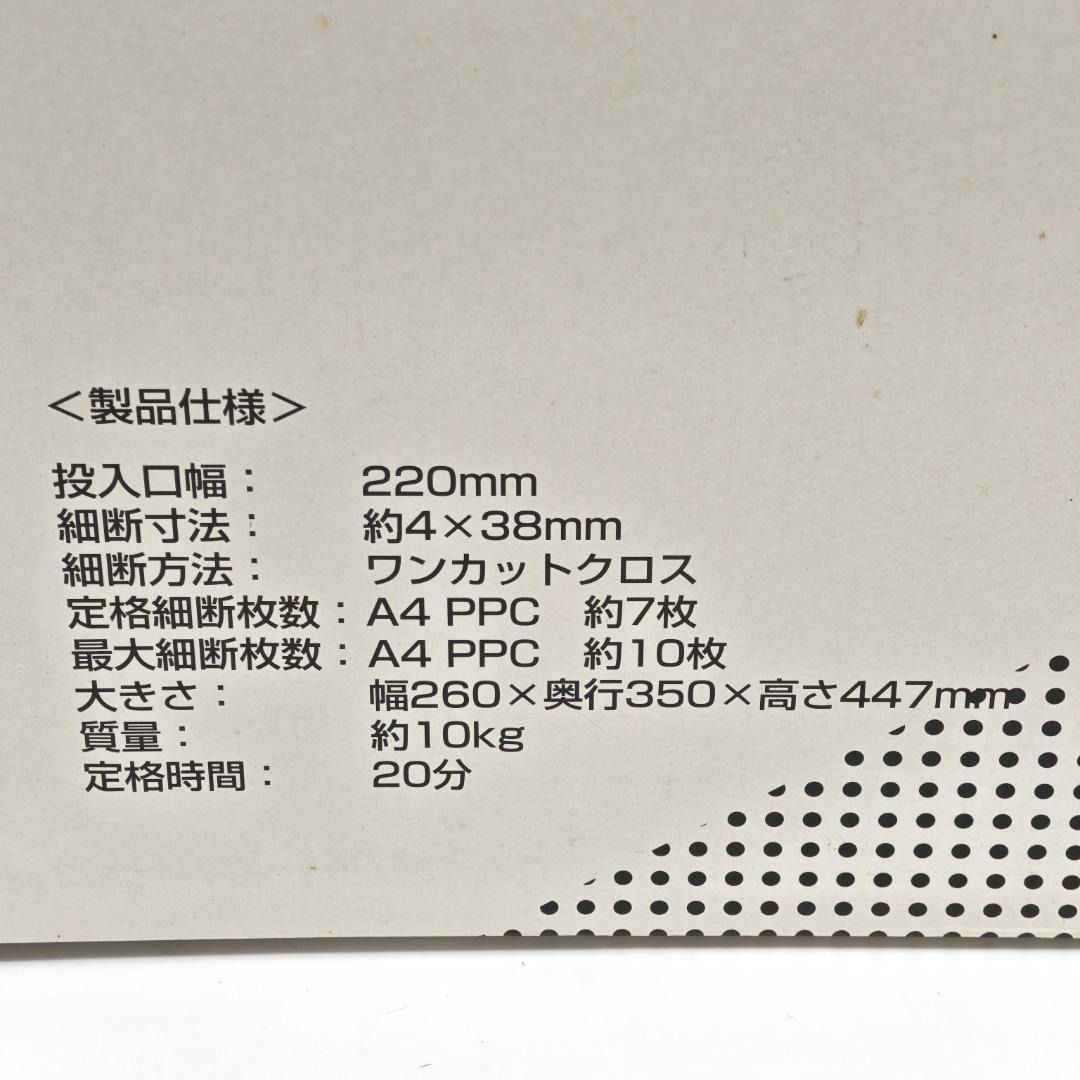 ＜製品仕様＞
投入口幅： 220mm
細断寸法： 約4×38mm
細断方法： ワンカットクロス
定格細断枚数：A4 PPC　約7枚
最大細断枚数：A4 PPC　約10枚
大きさ： 幅260×奥行350×高さ447mm
質量： 約10kg
定格時間： 20分